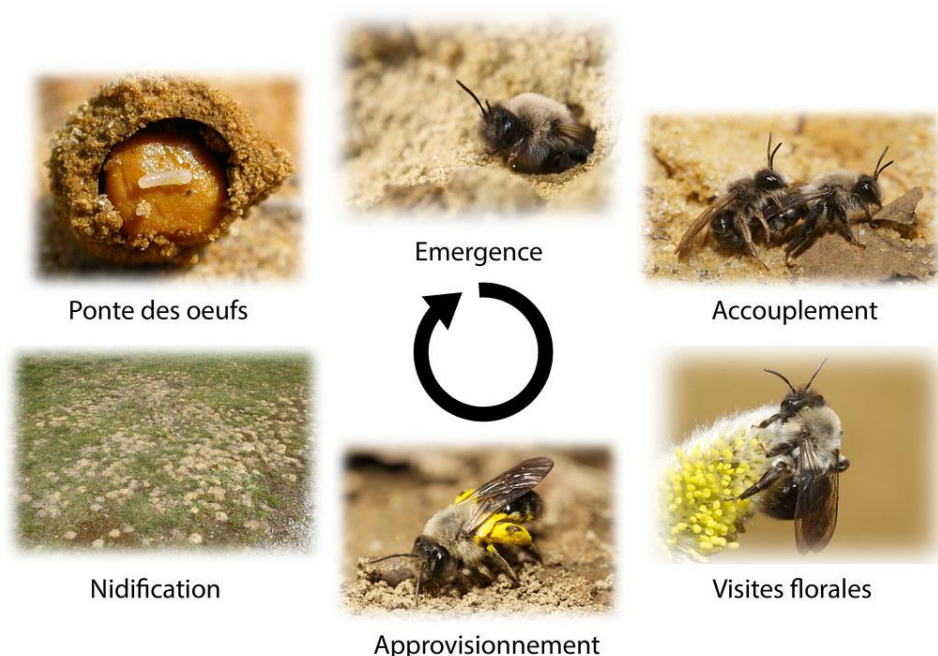 Emergence
Accouplement
Visites florales
Approvisionnement
Nidification
Ponte des oeufs